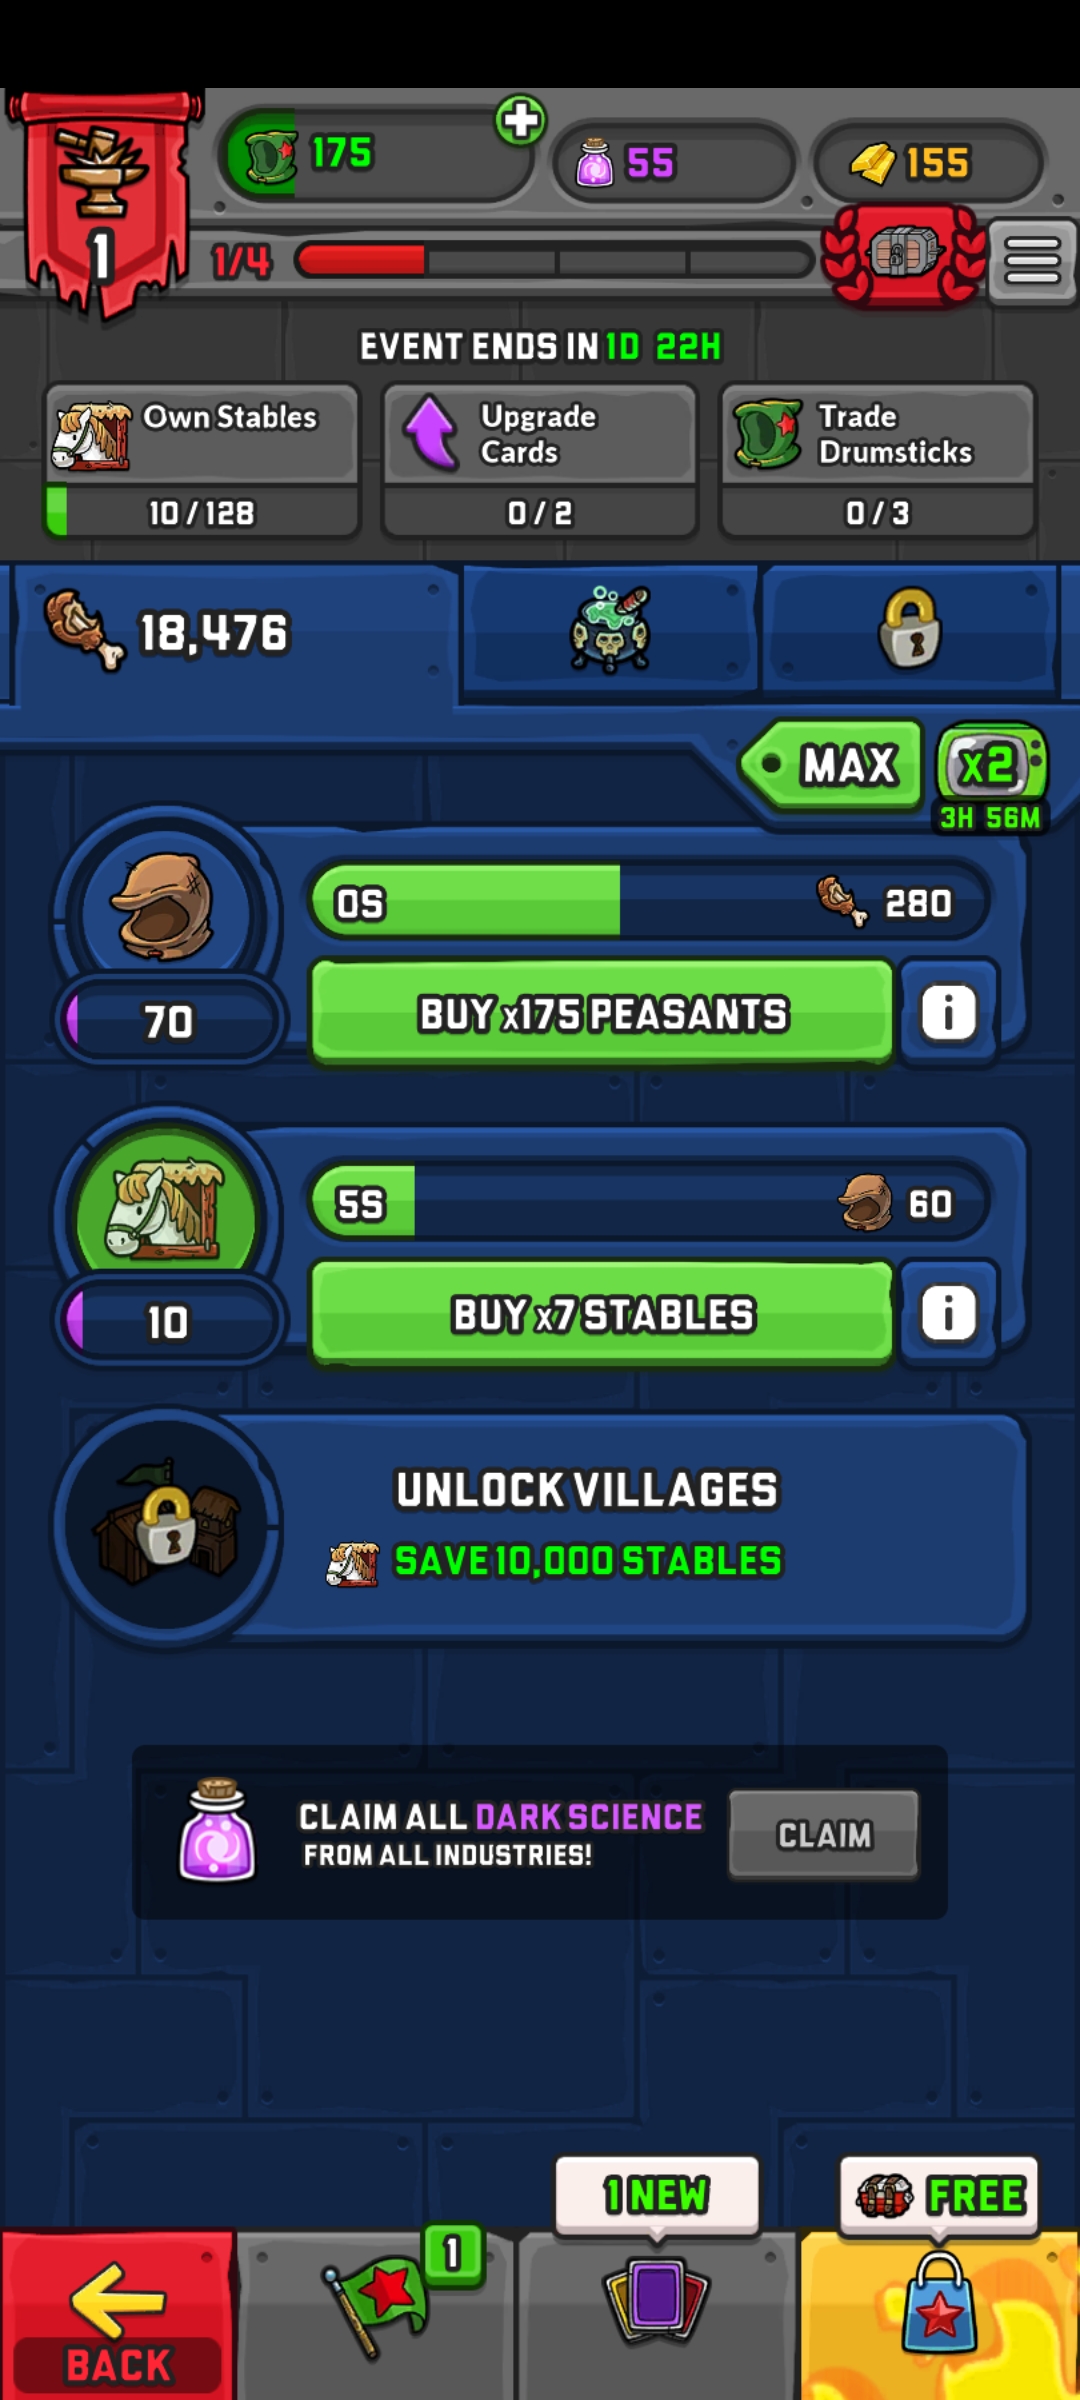 175
55
155
1
1/4
EVENT ENDS IN 1D 22H
Own Stables
10 / 128
Upgrade
Cards
0 / 2
Trade
Drumsticks
0 / 3
18,476
MAX
x2
3H 56M
0S
280
70
BUY x175 PEASANTS
i
5S
60
10
BUY x7 STABLES
i
UNLOCK VILLAGES
SAVE 10,000 STABLES
CLAIM ALL DARK SCIENCE
FROM ALL INDUSTRIES!
CLAIM
1 NEW
FREE
1
BACK